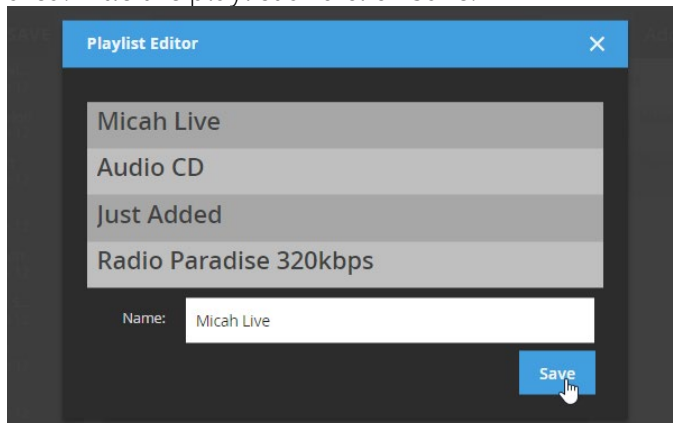 Playlist Editor
Micah Live
Audio CD
Just Added
Radio Paradise 320kbps
Name: Micah Live
Save